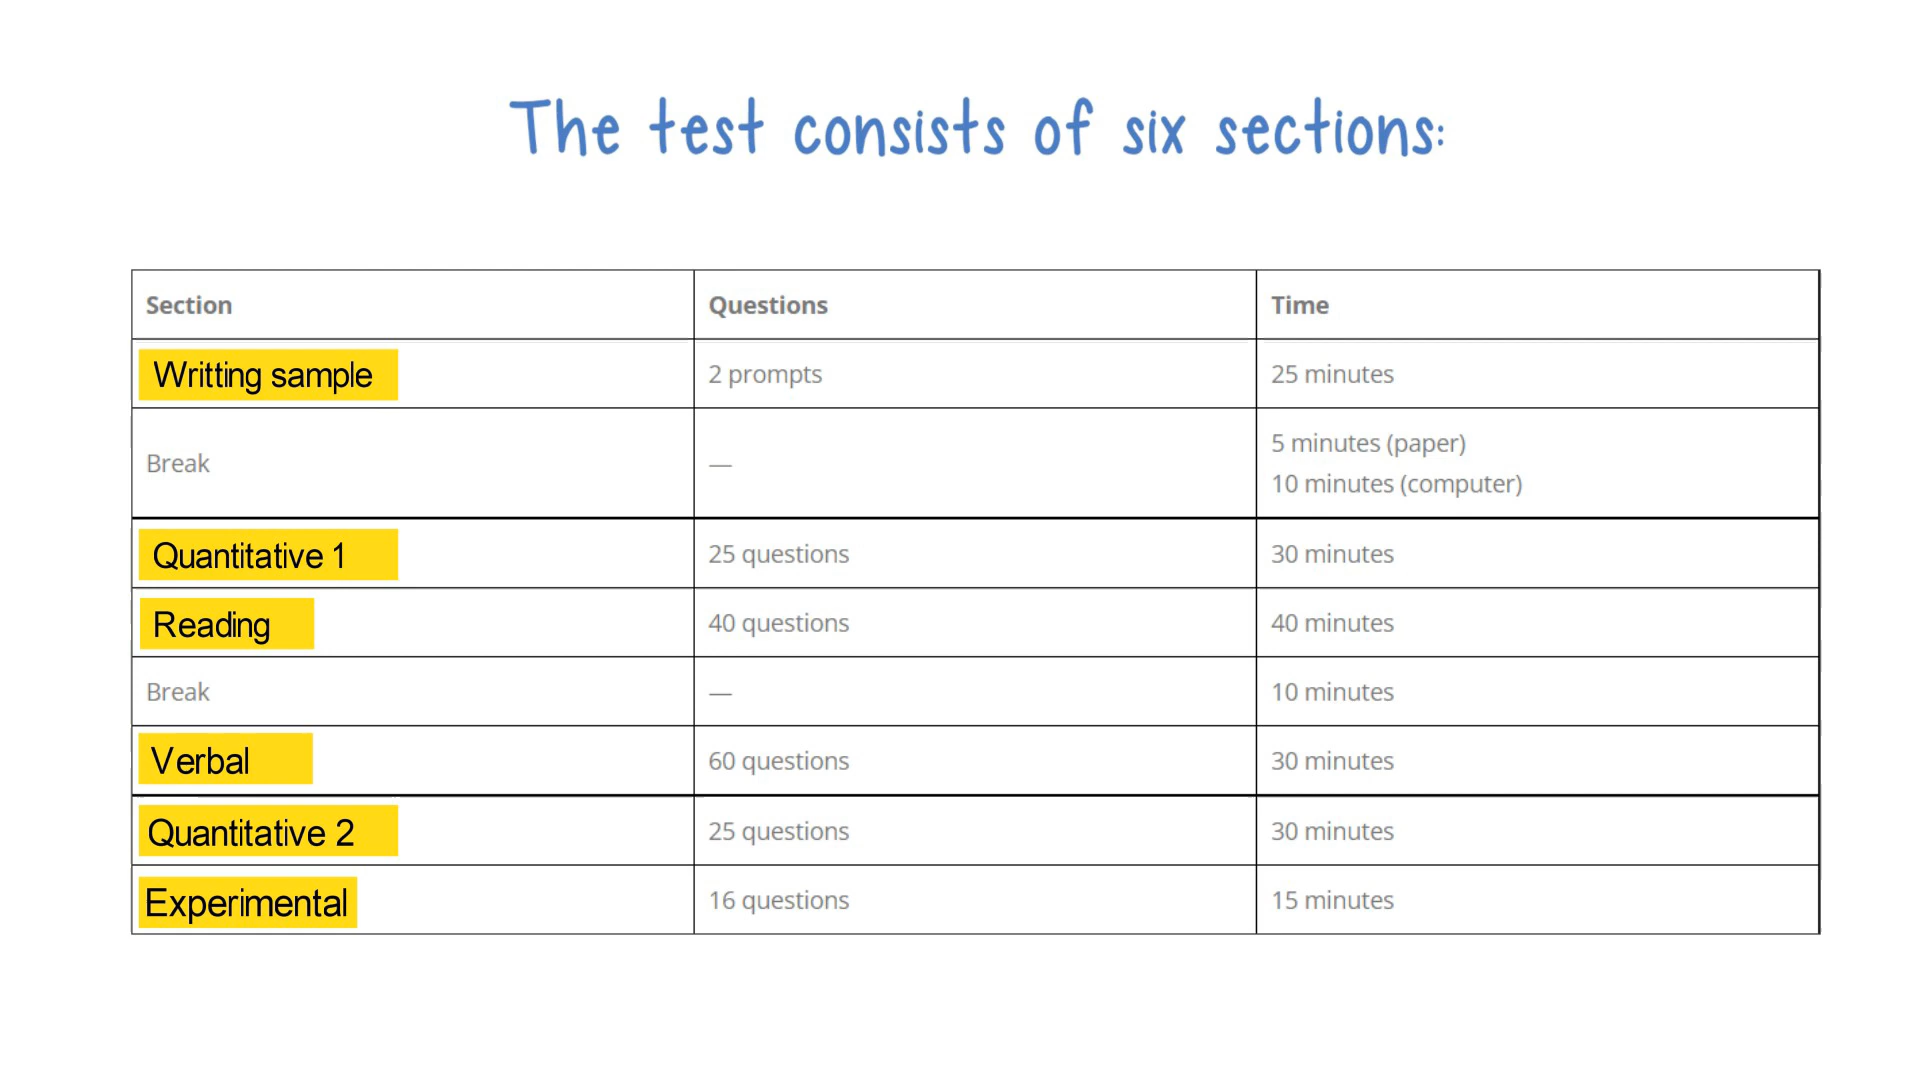 The test consists of six sections:
Section Questions Time
Writting sample 2 prompts 25 minutes
Break — 5 minutes (paper)
10 minutes (computer)
Quantitative 1 25 questions 30 minutes
Reading 40 questions 40 minutes
Break — 10 minutes
Verbal 60 questions 30 minutes
Quantitative 2 25 questions 30 minutes
Experimental 16 questions 15 minutes